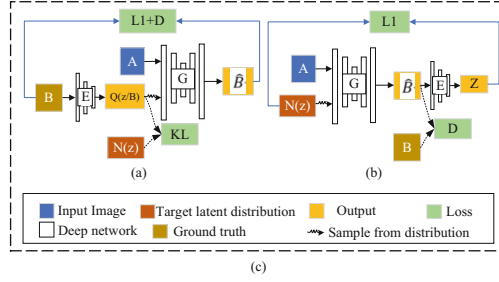 L1+D
A
G
B̂
B
E
Q(z/B)
N(z)
KL
(a)
L1
A
N(z)
G
B̂
E
Z
D
B
(b)
Input Image
Target latent distribution
Output
Loss
Deep network
Ground truth
Sample from distribution
(c)